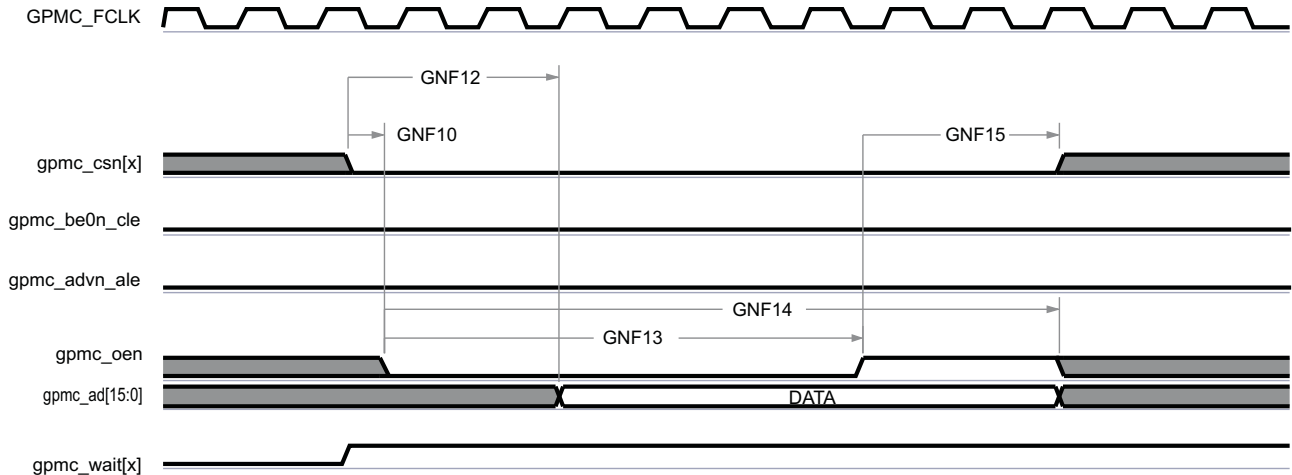 GPMC_FCLK
GNF12
GNF10
GNF15
gpmc_csn[x]
gpmc_be0n_cle
gpmc_advn_ale
GNF14
GNF13
gpmc_oen
gpmc_ad[15:0]
DATA
gpmc_wait[x]